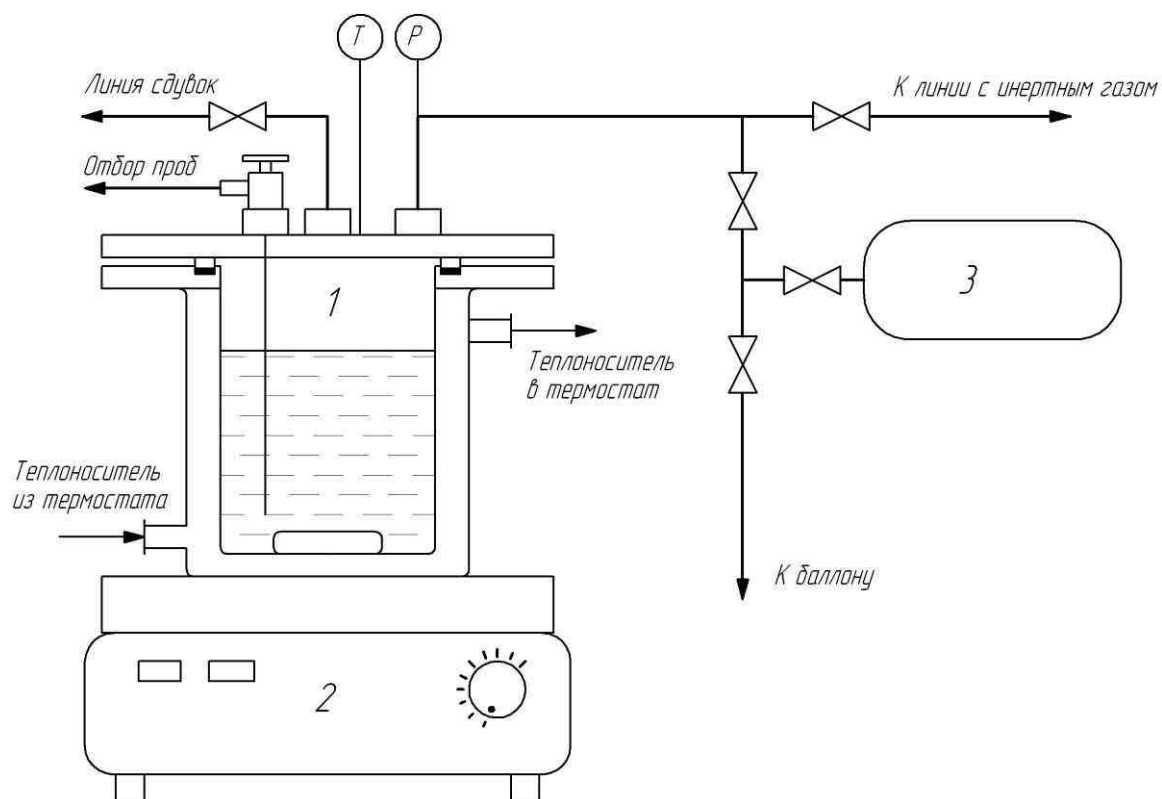 T P
Линия сдувок
К линии с инертным газом
Отбор проб
1
3
Теплоноситель
в термостат
Теплоноситель
из термостата
К баллону
2